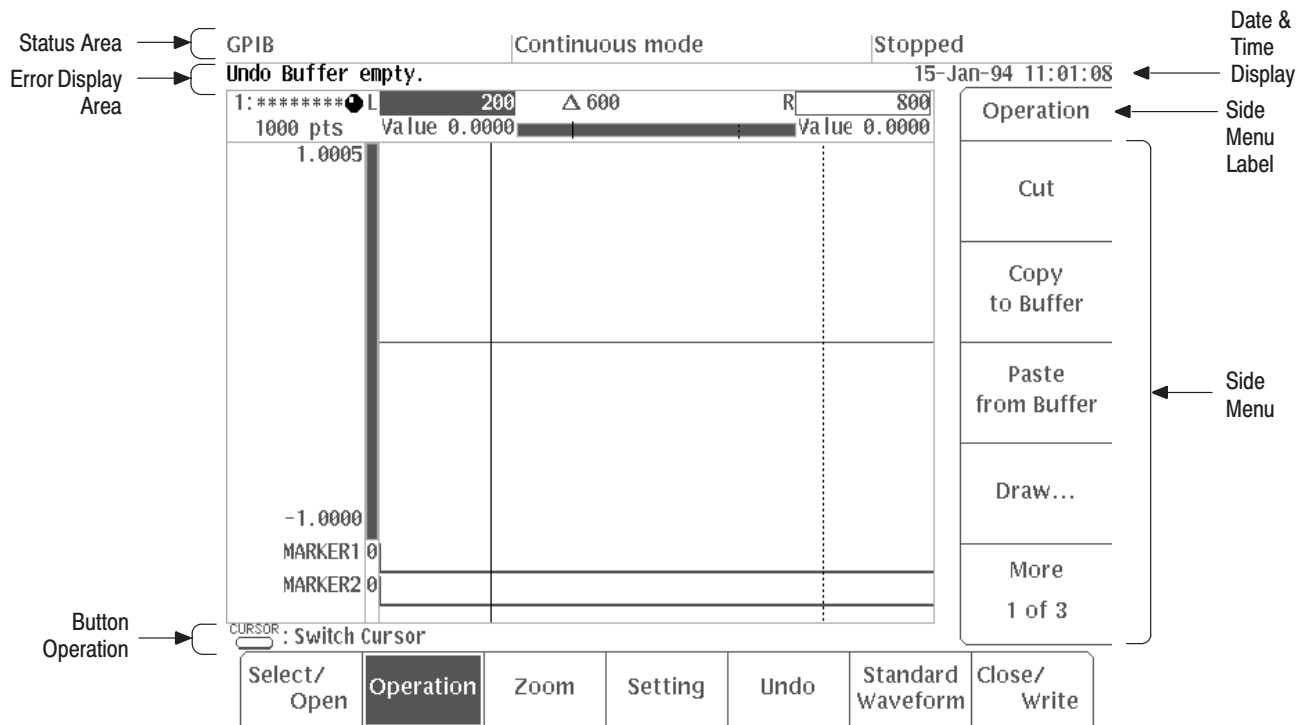 Status Area
GPIB
Continuous mode
Stopped
Date &
Time
Display
Error Display
Area
Undo Buffer empty.
15-Jan-94 11:01:08
1:********
L
200
Δ 600
R
800
1000 pts
Value 0.0000
Value 0.0000
Operation
Side
Menu
Label
1.0005
-1.0000
MARKER1 0
MARKER2 0
Cut
Copy
to Buffer
Paste
from Buffer
Draw...
More
1 of 3
Side
Menu
Button
Operation
CURSOR : Switch Cursor
Select/
Open
Operation
Zoom
Setting
Undo
Standard
Waveform
Close/
Write